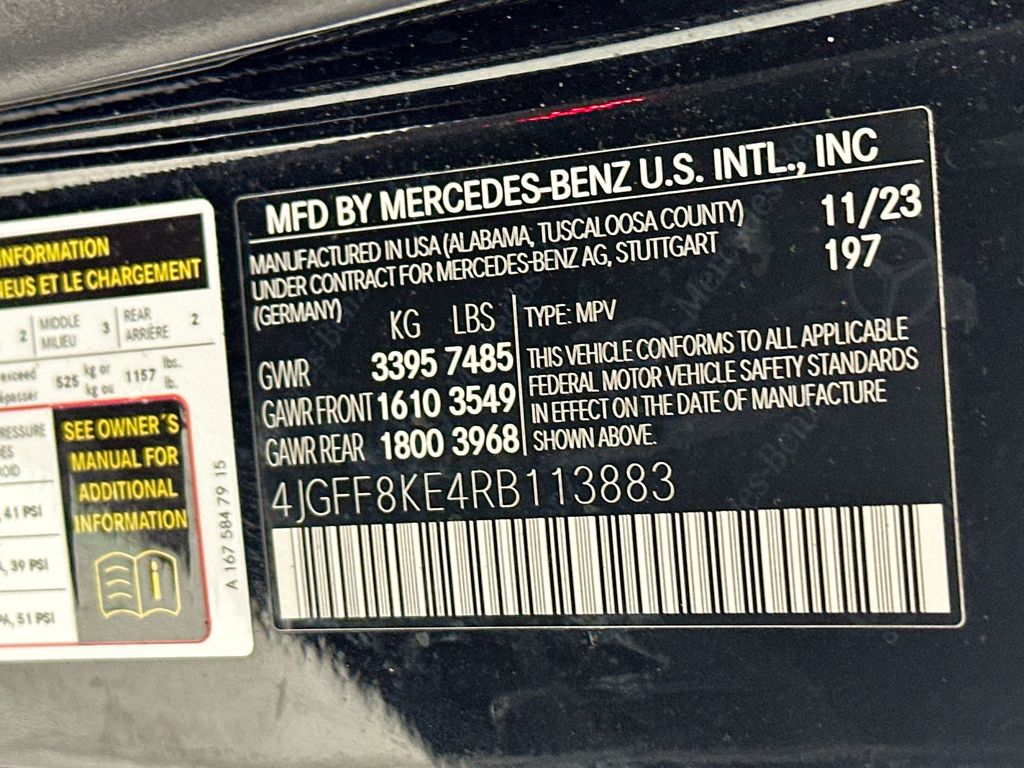 INFORMATION
NEUS ET LE CHARGEMENT
2 MIDDLE 3 REAR 2
MILIEU ARRIÈRE
exceed 525 kg or 1157 lbs.
épasser kg ou lb.
RESSURE
41 PSI
39 PSI
PA, 51 PSI
SEE OWNER´S
MANUAL FOR
ADDITIONAL
INFORMATION
A 167 584 79 15
MFD BY MERCEDES-BENZ U.S. INTL., INC
MANUFACTURED IN USA (ALABAMA, TUSCALOOSA COUNTY) 11/23
UNDER CONTRACT FOR MERCEDES-BENZ AG, STUTTGART 197
(GERMANY)
KG LBS
GVWR 3395 7485
GAWR FRONT 1610 3549
GAWR REAR 1800 3968
TYPE: MPV
THIS VEHICLE CONFORMS TO ALL APPLICABLE
FEDERAL MOTOR VEHICLE SAFETY STANDARDS
IN EFFECT ON THE DATE OF MANUFACTURE
SHOWN ABOVE.
4JGFF8KE4RB113883